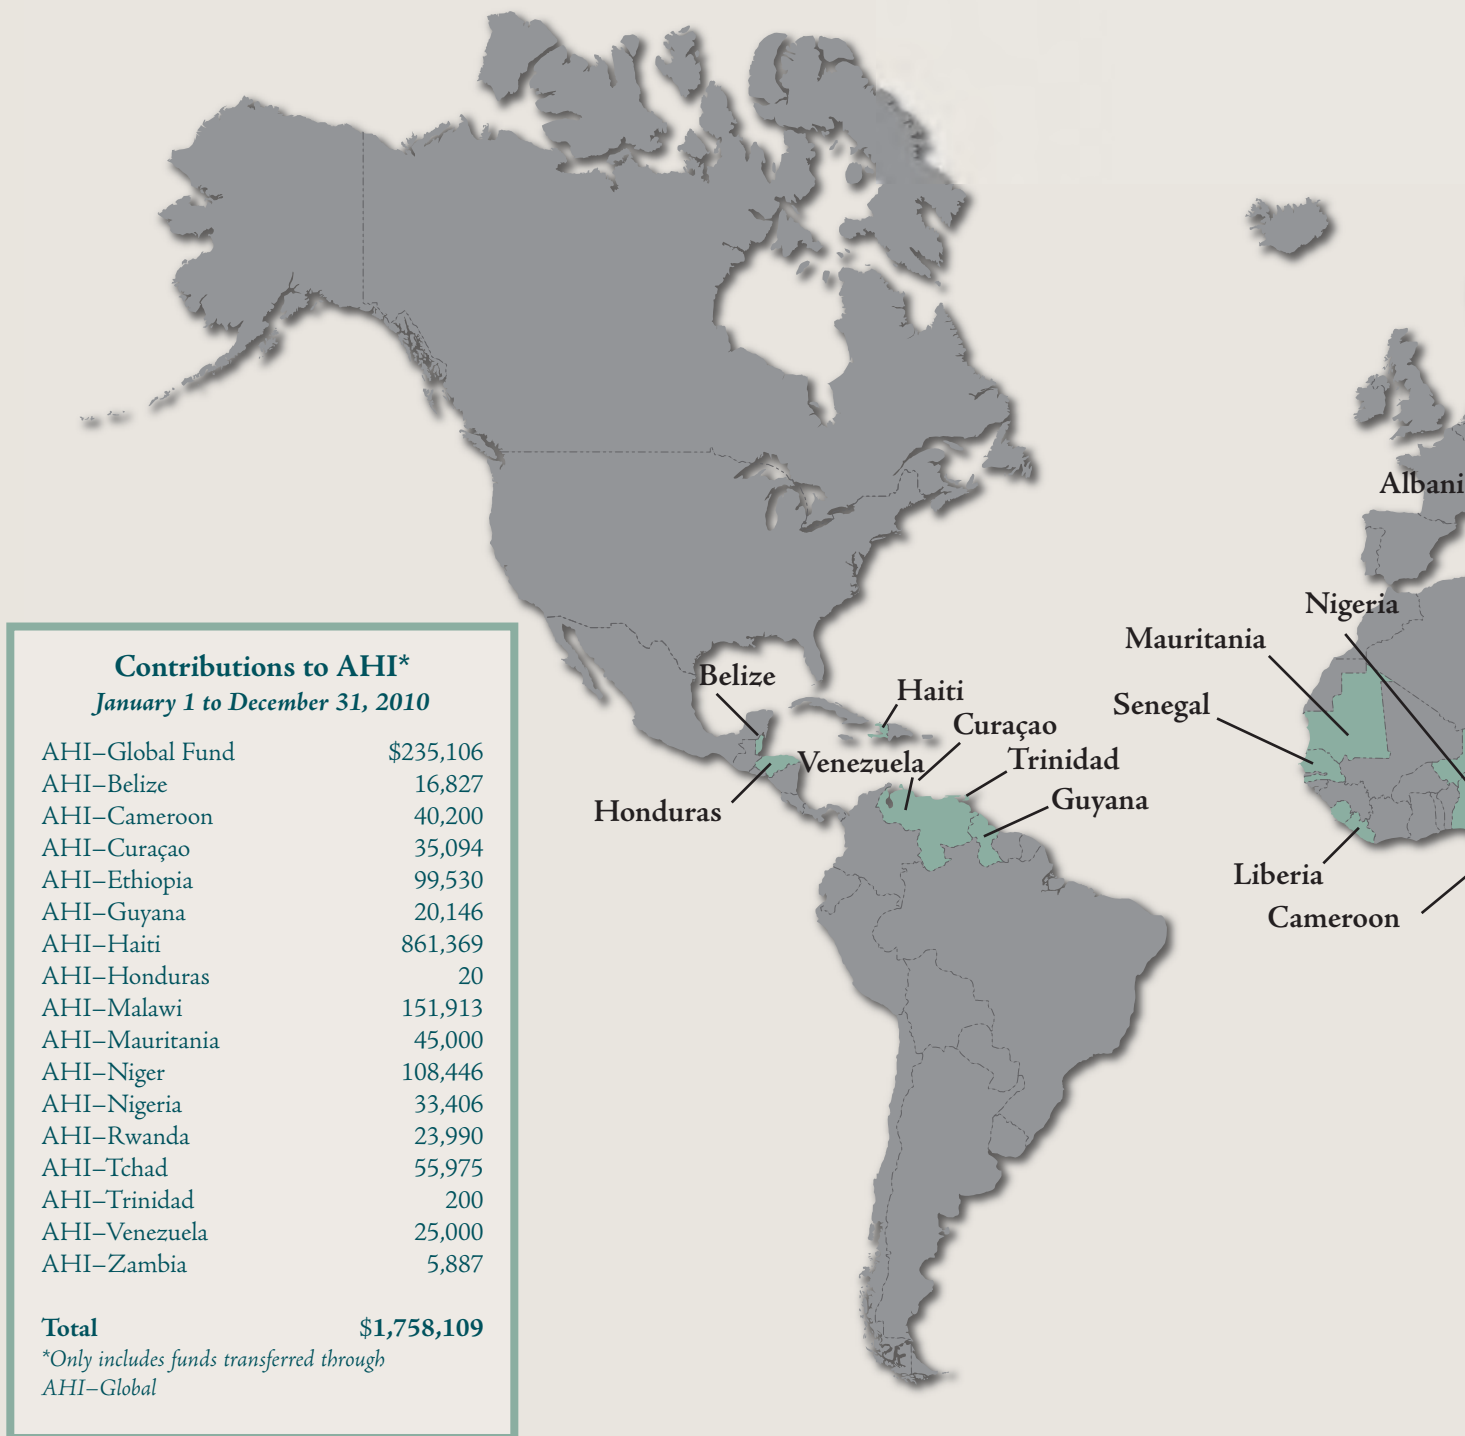 Albani
Nigeria
Mauritania
Belize
Haiti
Senegal
Curaçao
Venezuela
Trinidad
Guyana
Honduras
Liberia
Cameroon
Contributions to AHI*
January 1 to December 31, 2010
AHI–Global Fund $235,106
AHI–Belize 16,827
AHI–Cameroon 40,200
AHI–Curaçao 35,094
AHI–Ethiopia 99,530
AHI–Guyana 20,146
AHI–Haiti 861,369
AHI–Honduras 20
AHI–Malawi 151,913
AHI–Mauritania 45,000
AHI–Niger 108,446
AHI–Nigeria 33,406
AHI–Rwanda 23,990
AHI–Tchad 55,975
AHI–Trinidad 200
AHI–Venezuela 25,000
AHI–Zambia 5,887
Total $1,758,109
*Only includes funds transferred through
AHI–Global